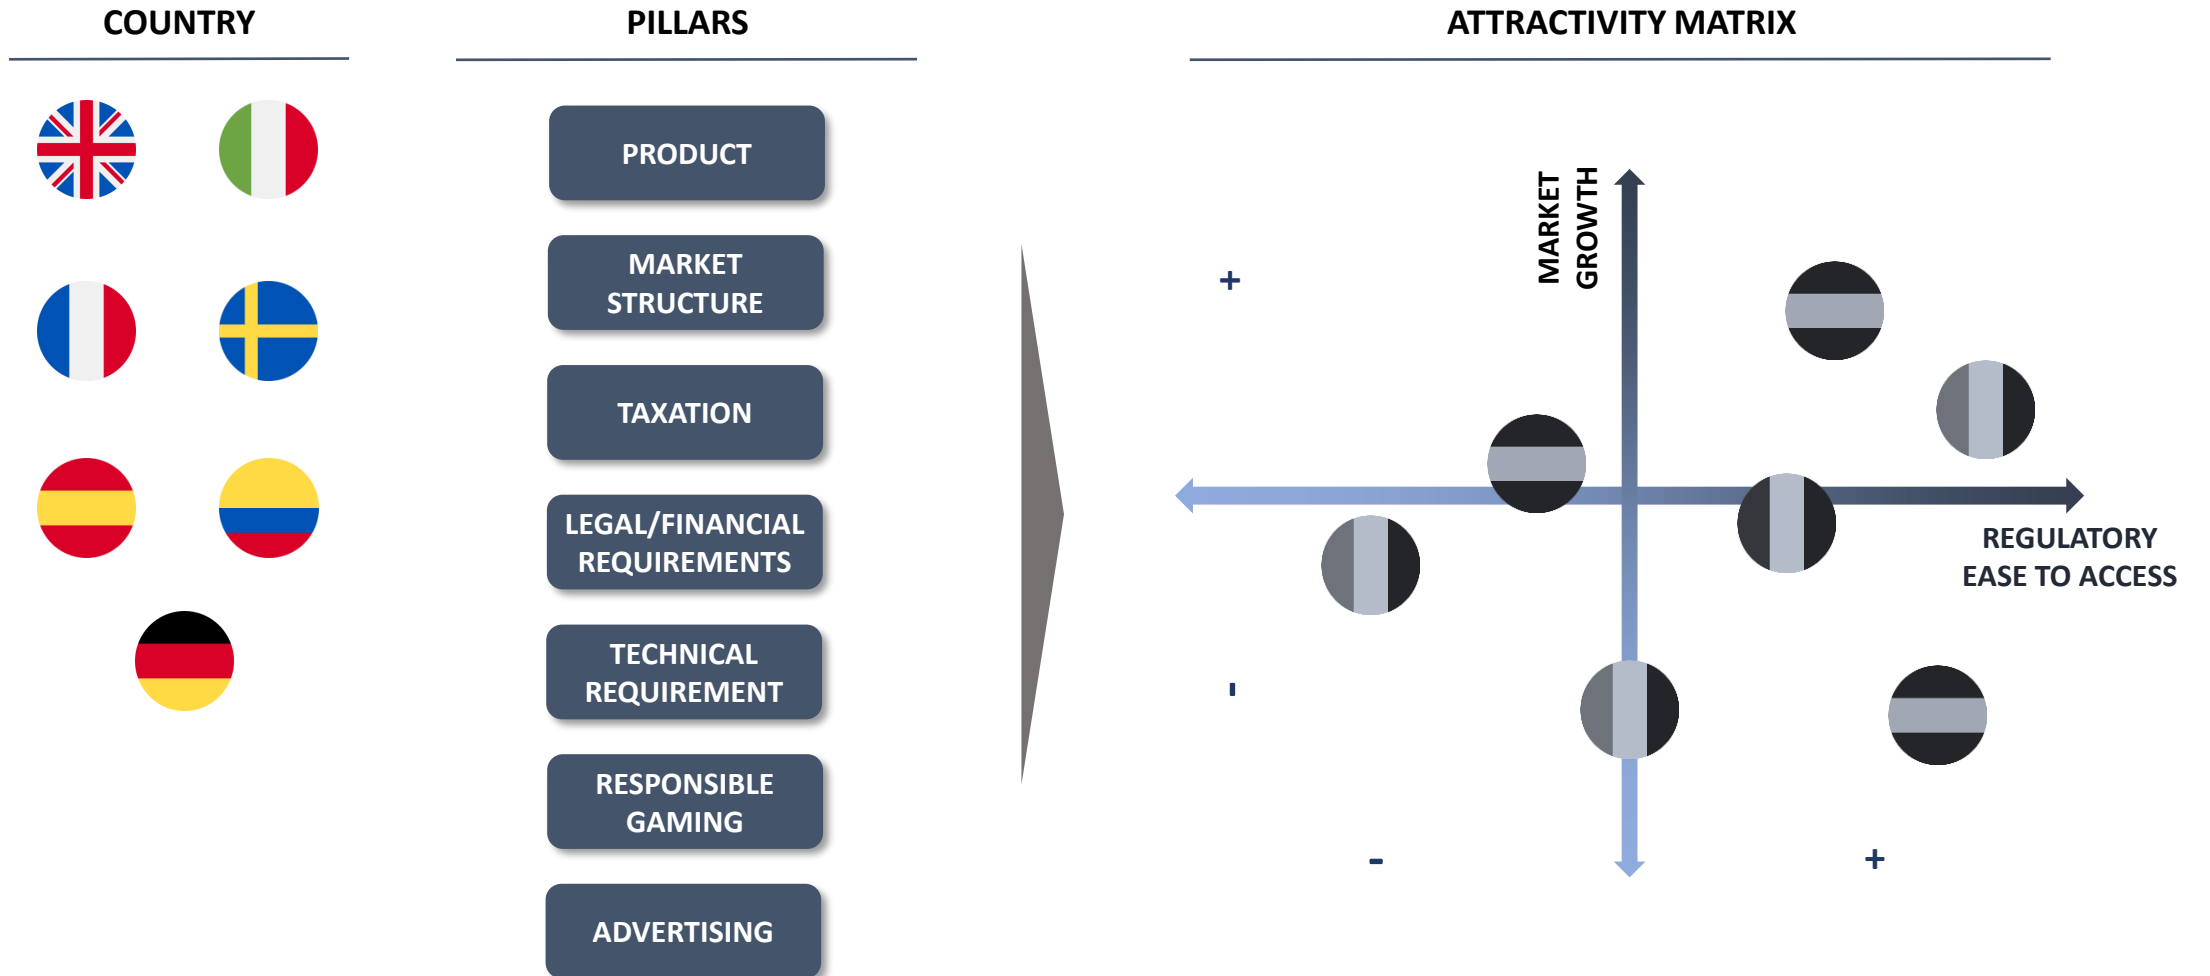 COUNTRY
PILLARS
PRODUCT
MARKET
STRUCTURE
TAXATION
LEGAL/FINANCIAL
REQUIREMENTS
TECHNICAL
REQUIREMENT
RESPONSIBLE
GAMING
ADVERTISING
ATTRACTIVITY MATRIX
MARKET
GROWTH
+
-
REGULATORY
EASE TO ACCESS
- +